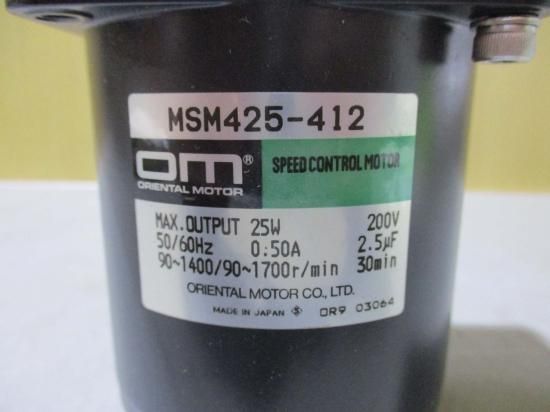 MSM425-412
om®
ORIENTAL MOTOR
SPEED CONTROL MOTOR
MAX.OUTPUT 25W 200V
50/60Hz 0.50A 2.5µF
90~1400/90~1700r/min 30min
ORIENTAL MOTOR CO., LTD.
MADE IN JAPAN S OR9 03064